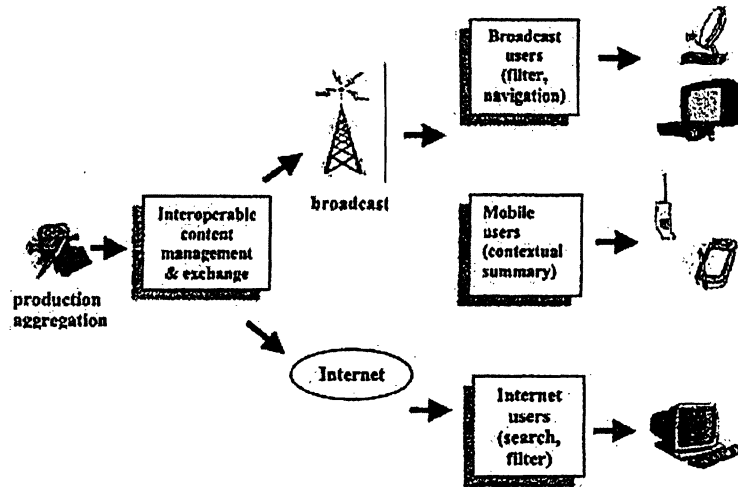 production
aggregation
Interoperable
content
management
& exchange
broadcast
Internet
Broadcast
users
(filter,
navigation)
Mobile
users
(contextual
summary)
Internet
users
(search,
filter)